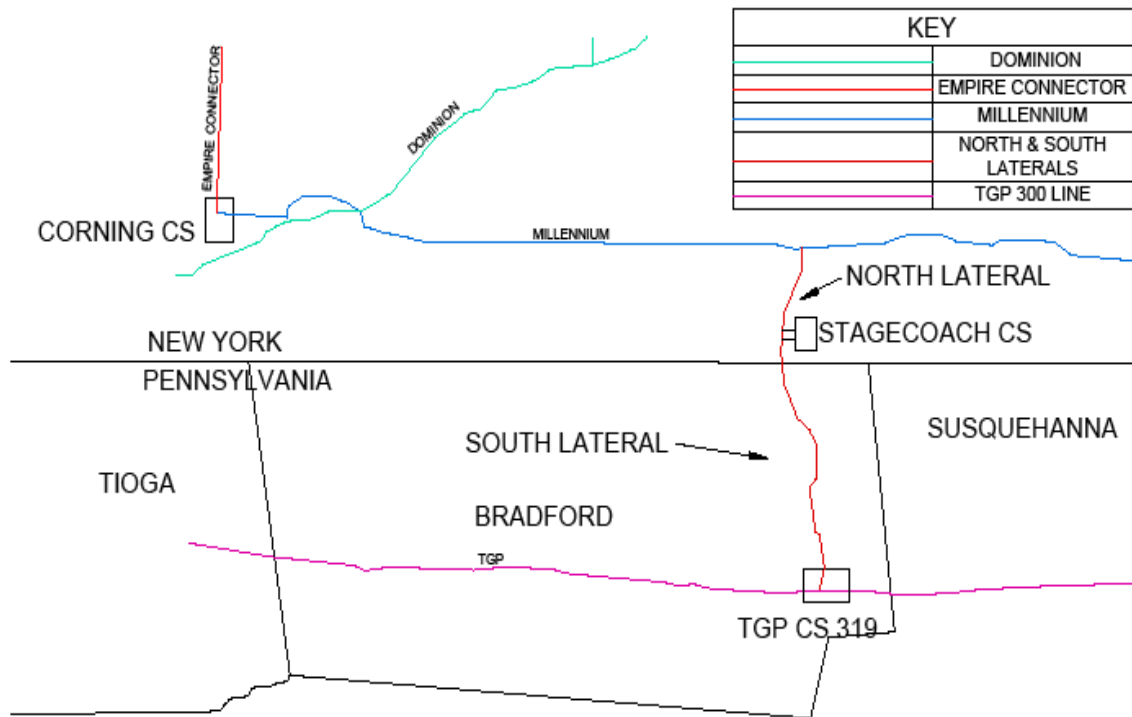 KEY
DOMINION
EMPIRE CONNECTOR
MILLENNIUM
NORTH & SOUTH
LATERALS
TGP 300 LINE
EMPIRE CONNECTOR
DOMINION
CORNING CS
MILLENNIUM
NORTH LATERAL
STAGECOACH CS
NEW YORK
PENNSYLVANIA
SOUTH LATERAL
SUSQUEHANNA
TIOGA
BRADFORD
TGP
TGP CS 319